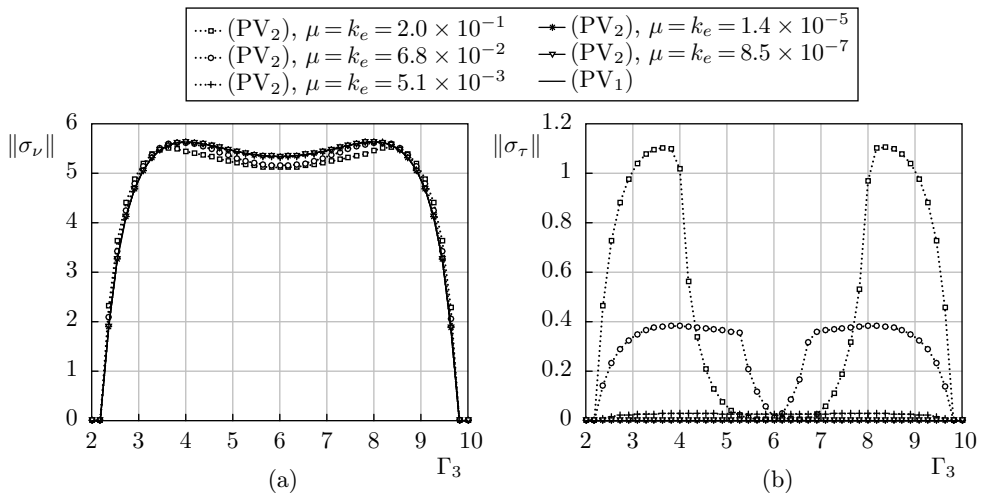 (PV₂), μ = kₑ = 2.0 × 10⁻¹
(PV₂), μ = kₑ = 6.8 × 10⁻²
(PV₂), μ = kₑ = 5.1 × 10⁻³
(PV₂), μ = kₑ = 1.4 × 10⁻⁵
(PV₂), μ = kₑ = 8.5 × 10⁻⁷
(PV₁)
‖σ_ν‖
6
5
4
3
2
1
0
2 3 4 5 6 7 8 9 10
Γ₃
(a)
‖σ_τ‖
1.2
1
0.8
0.6
0.4
0.2
0
2 3 4 5 6 7 8 9 10
Γ₃
(b)